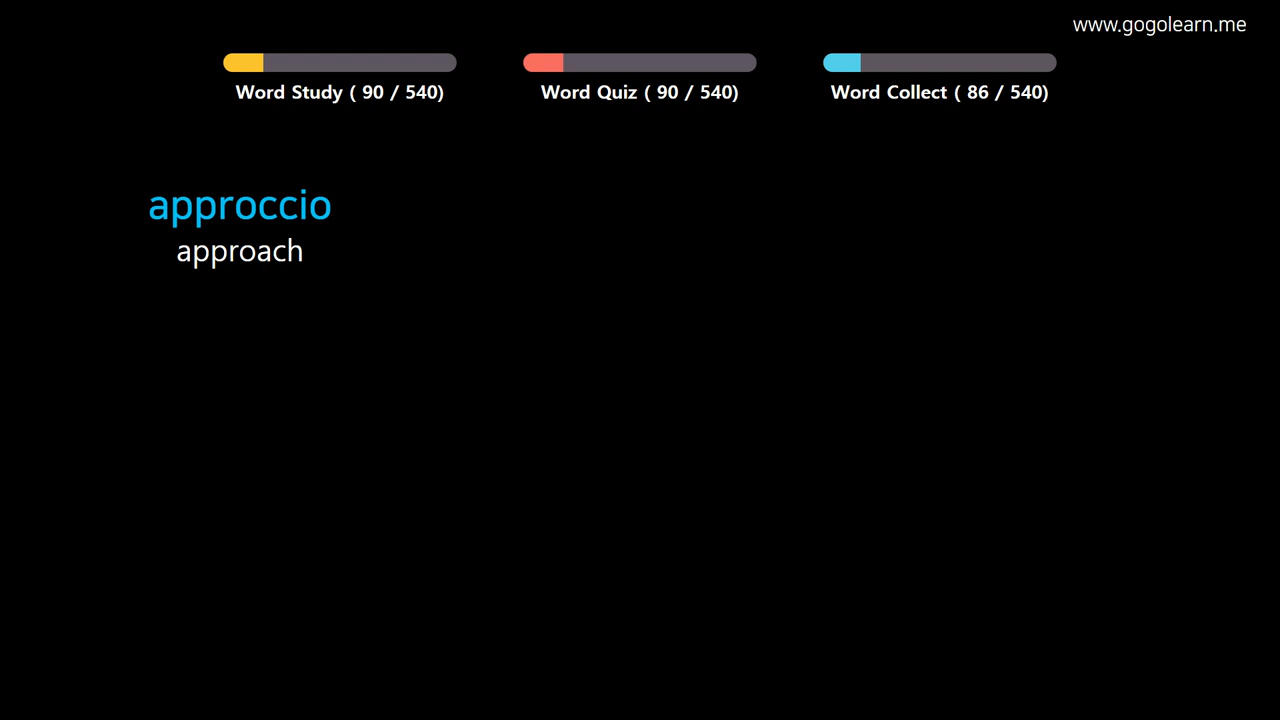 www.gogolearn.me
Word Study ( 90 / 540)
Word Quiz ( 90 / 540)
Word Collect ( 86 / 540)
approccio
approach